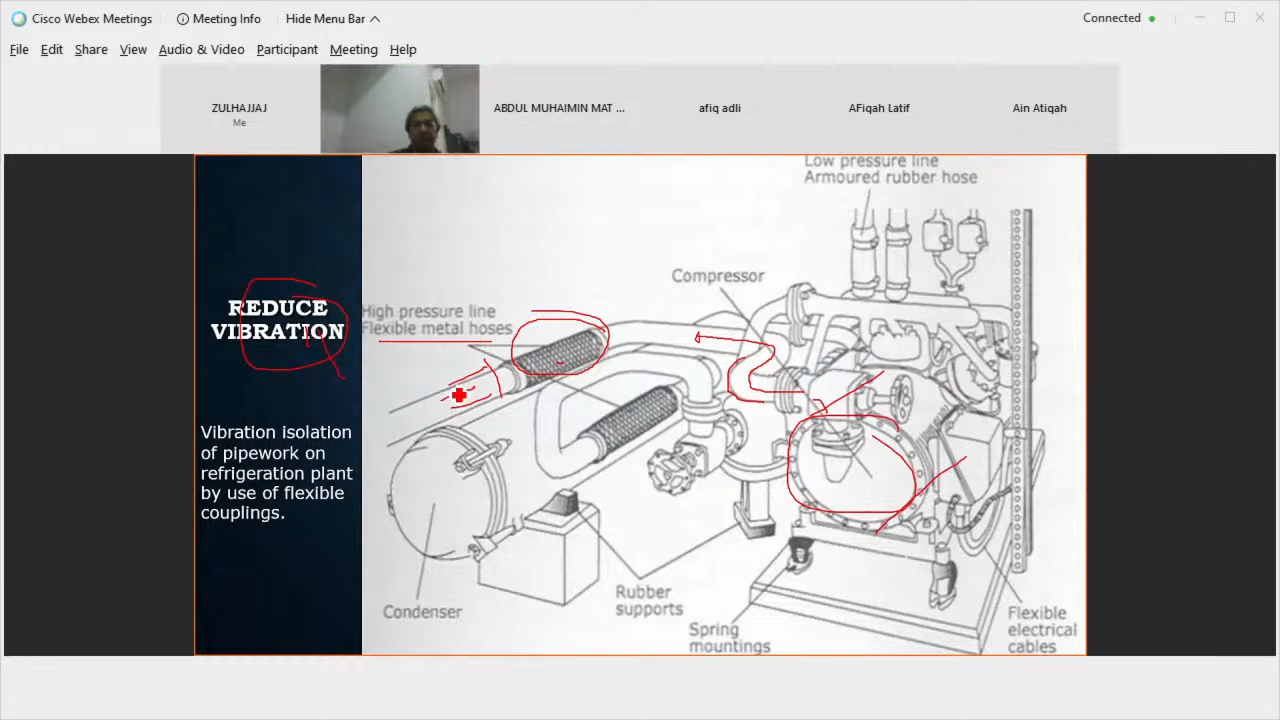 Cisco Webex Meetings
Meeting Info
Hide Menu Bar
Connected
File Edit Share View Audio & Video Participant Meeting Help
ZULHAJJAJ
Me
ABDUL MUHAIMIN MAT ...
afiq adli
AFiqah Latif
Ain Atiqah
REDUCE
VIBRATION
Vibration isolation
of pipework on
refrigeration plant
by use of flexible
couplings.
Low pressure line
Armoured rubber hose
Compressor
High pressure line
Flexible metal hoses
Condenser
Rubber
supports
Spring
mountings
Flexible
electrical
cables